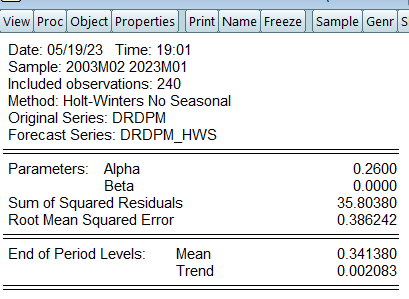 View Proc Object Properties Print Name Freeze Sample Genr S
Date: 05/19/23 Time: 19:01
Sample: 2003M02 2023M01
Included observations: 240
Method: Holt-Winters No Seasonal
Original Series: DRDPM
Forecast Series: DRDPM_HWS
Parameters: Alpha 0.2600
Beta 0.0000
Sum of Squared Residuals 35.80380
Root Mean Squared Error 0.386242
End of Period Levels: Mean 0.341380
Trend 0.002083